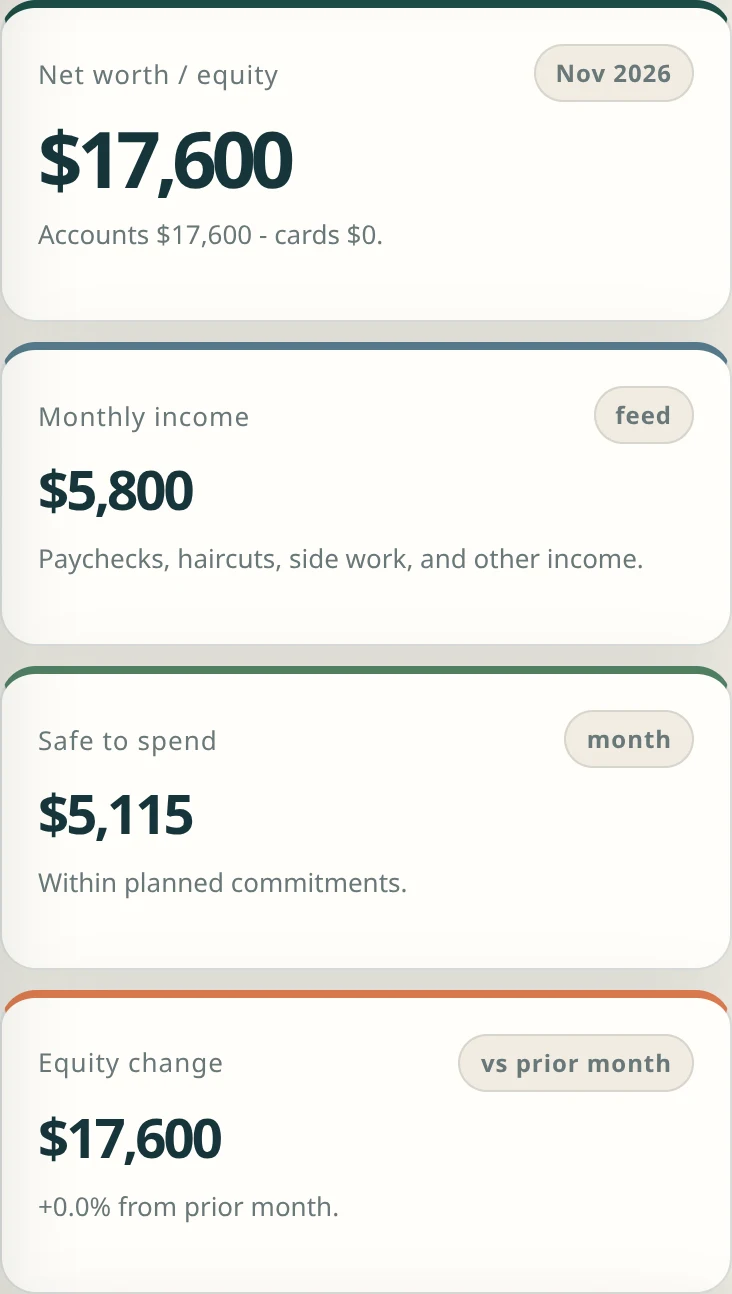 Net worth / equity
Nov 2026
$17,600
Accounts $17,600 - cards $0.
Monthly income
feed
$5,800
Paychecks, haircuts, side work, and other income.
Safe to spend
month
$5,115
Within planned commitments.
Equity change
vs prior month
$17,600
+0.0% from prior month.